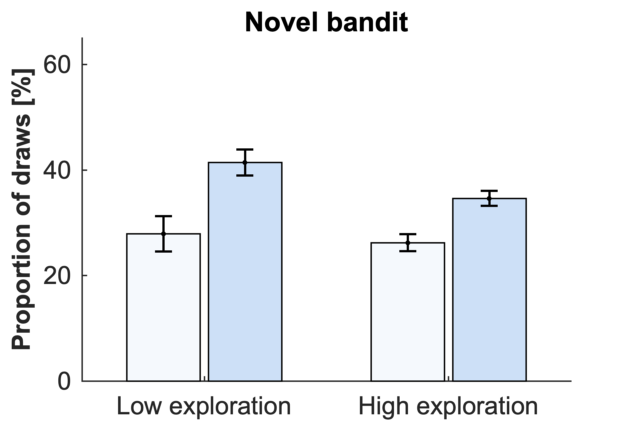 Novel bandit
Proportion of draws [%]
60
40
20
0
Low exploration
High exploration